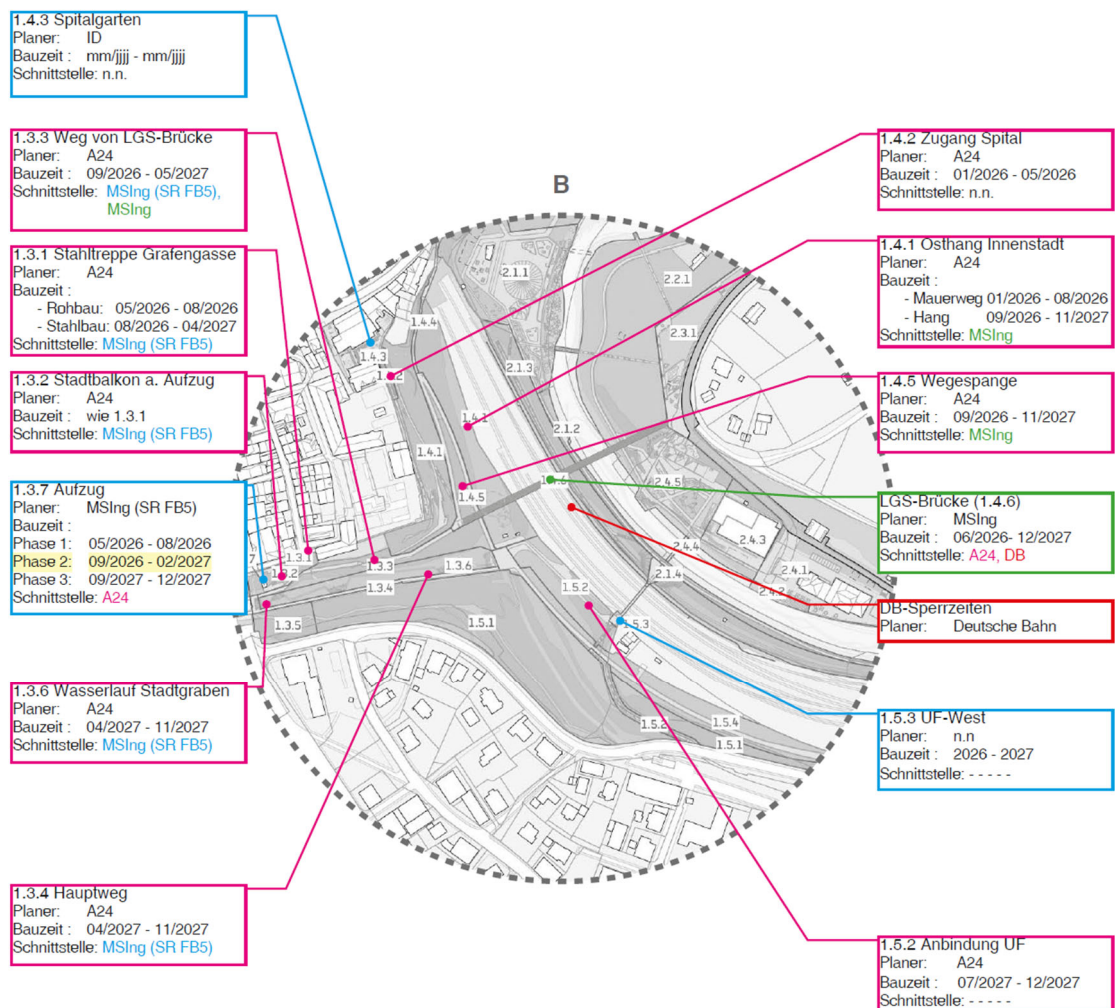 1.4.3 Spitalgarten
Planer: ID
Bauzeit : mm/jjjj - mm/jjjj
Schnittstelle: n.n.
1.3.3 Weg von LGS-Brücke
Planer: A24
Bauzeit : 09/2026 - 05/2027
Schnittstelle: MSIng (SR FB5),
MSIng
1.3.1 Stahltreppe Grafengasse
Planer: A24
Bauzeit :
- Rohbau: 05/2026 - 08/2026
- Stahlbau: 08/2026 - 04/2027
Schnittstelle: MSIng (SR FB5)
1.3.2 Stadtbalkon a. Aufzug
Planer: A24
Bauzeit : wie 1.3.1
Schnittstelle: MSIng (SR FB5)
1.3.7 Aufzug
Planer: MSIng (SR FB5)
Bauzeit :
Phase 1: 05/2026 - 08/2026
Phase 2: 09/2026 - 02/2027
Phase 3: 09/2027 - 12/2027
Schnittstelle: A24
1.3.6 Wasserlauf Stadtgraben
Planer: A24
Bauzeit : 04/2027 - 11/2027
Schnittstelle: MSIng (SR FB5)
1.3.4 Hauptweg
Planer: A24
Bauzeit : 04/2027 - 11/2027
Schnittstelle: MSIng (SR FB5)
B
2.1.1
2.2.1
1.4.4
2.3.1
1.4.3
2.1.3
1.4.1
2.1.2
1.4.1
1.4.5
2.4.5
2.4.3
1.3.1
1.3.3
1.3.6
2.4.4
2.4.1
1.3.4
1.5.2
2.1.4
2.4.2
1.3.5
1.5.1
1.5.3
1.5.2
1.5.4
1.5.1
1.4.2 Zugang Spital
Planer: A24
Bauzeit : 01/2026 - 05/2026
Schnittstelle: n.n.
1.4.1 Osthang Innenstadt
Planer: A24
Bauzeit :
- Mauerweg 01/2026 - 08/2026
- Hang 09/2026 - 11/2027
Schnittstelle: MSIng
1.4.5 Wegespange
Planer: A24
Bauzeit : 09/2026 - 11/2027
Schnittstelle: MSIng
LGS-Brücke (1.4.6)
Planer: MSIng
Bauzeit : 06/2026- 12/2027
Schnittstelle: A24, DB
DB-Sperrzeiten
Planer: Deutsche Bahn
1.5.3 UF-West
Planer: n.n
Bauzeit : 2026 - 2027
Schnittstelle: - - - - -
1.5.2 Anbindung UF
Planer: A24
Bauzeit : 07/2027 - 12/2027
Schnittstelle: - - - - -